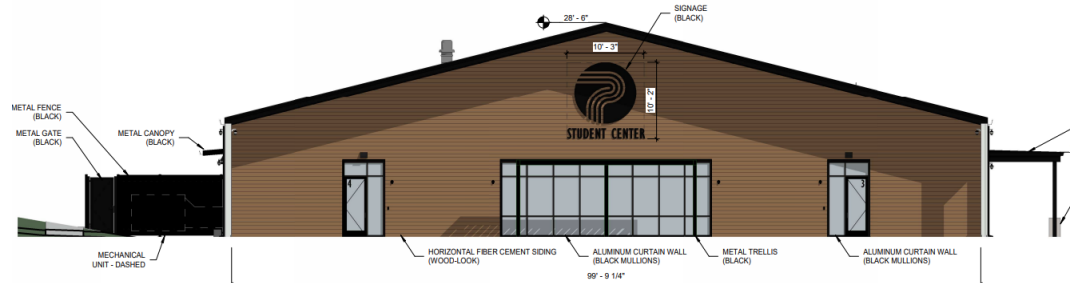 SIGNAGE
(BLACK)
28' - 6"
10' - 3"
10' - 2"
STUDENT CENTER
METAL FENCE
(BLACK)
METAL GATE
(BLACK)
METAL CANOPY
(BLACK)
4
3
MECHANICAL
UNIT - DASHED
HORIZONTAL FIBER CEMENT SIDING
(WOOD-LOOK)
ALUMINUM CURTAIN WALL
(BLACK MULLIONS)
METAL TRELLIS
(BLACK)
ALUMINUM CURTAIN WALL
(BLACK MULLIONS)
99' - 9 1/4"